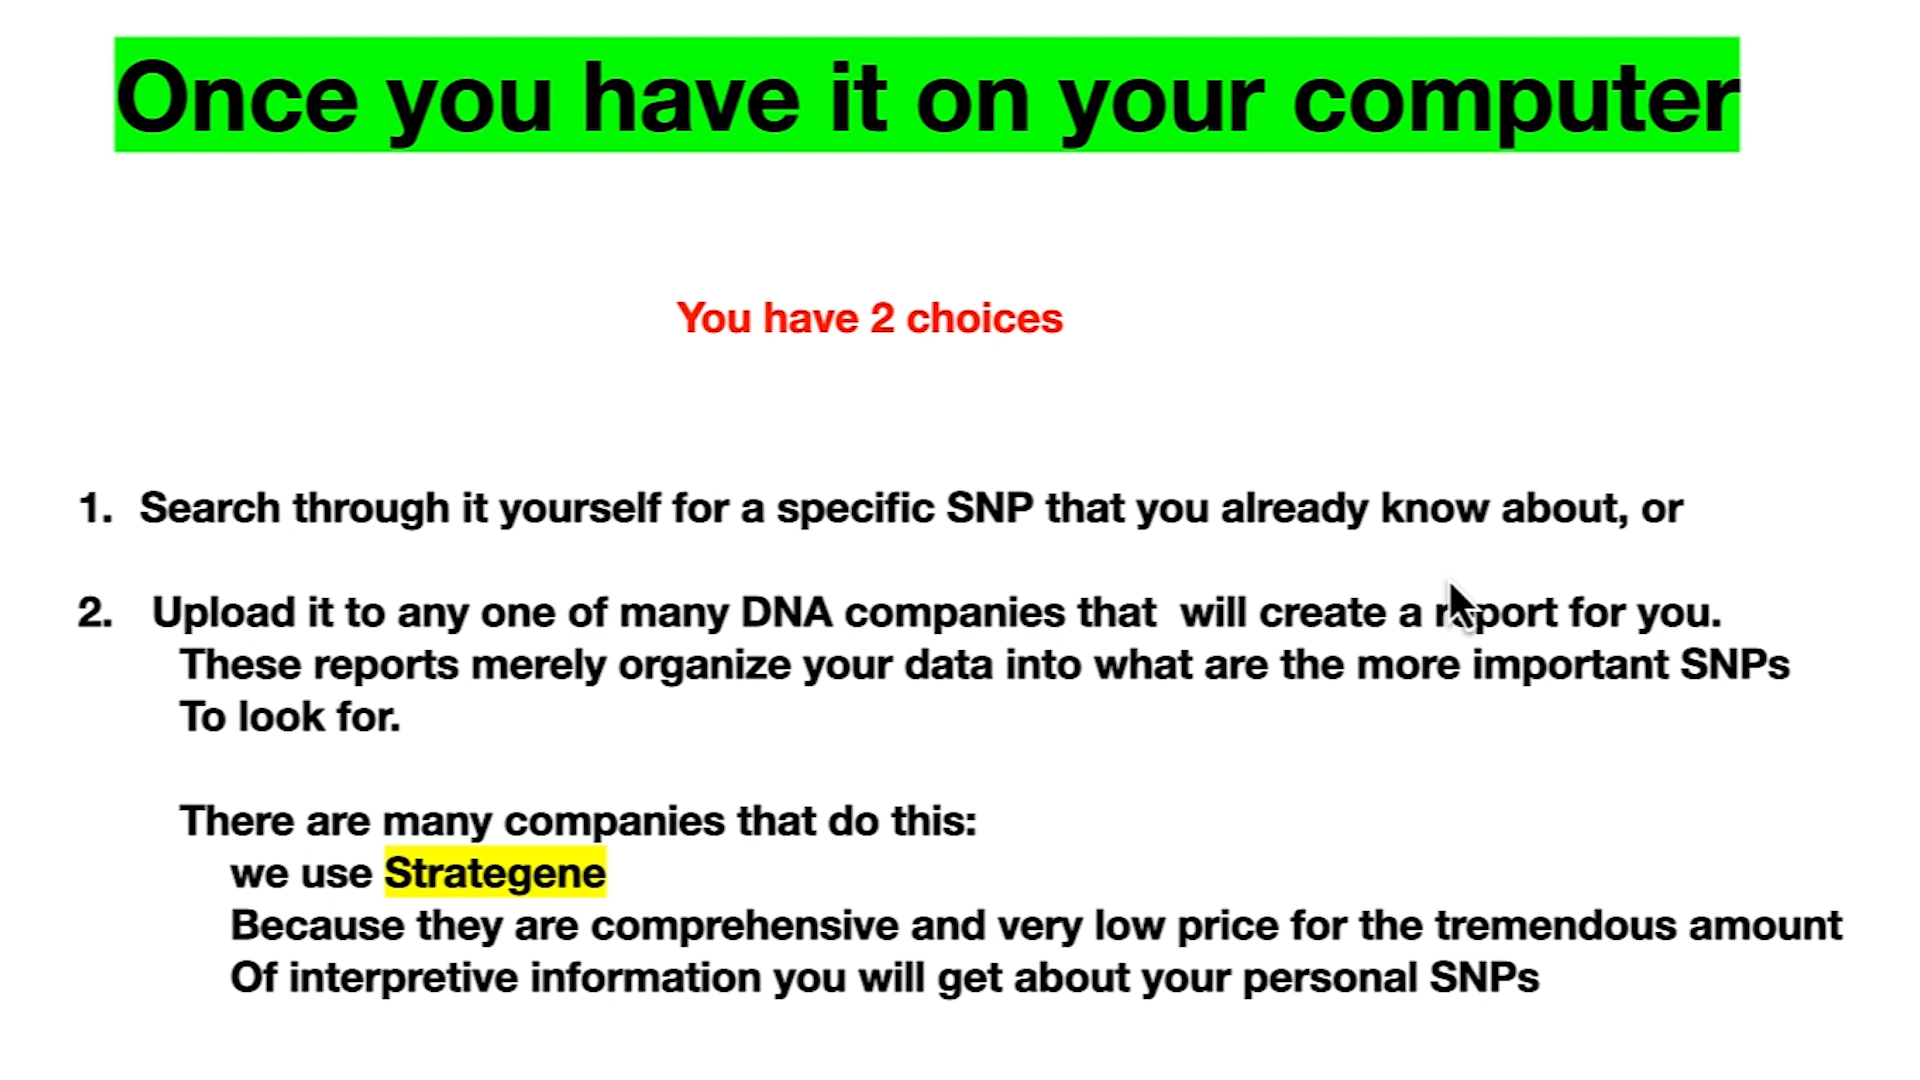 Once you have it on your computer
You have 2 choices
1. Search through it yourself for a specific SNP that you already know about, or
2. Upload it to any one of many DNA companies that will create a report for you.
These reports merely organize your data into what are the more important SNPs
To look for.
There are many companies that do this:
we use Strategene
Because they are comprehensive and very low price for the tremendous amount
Of interpretive information you will get about your personal SNPs